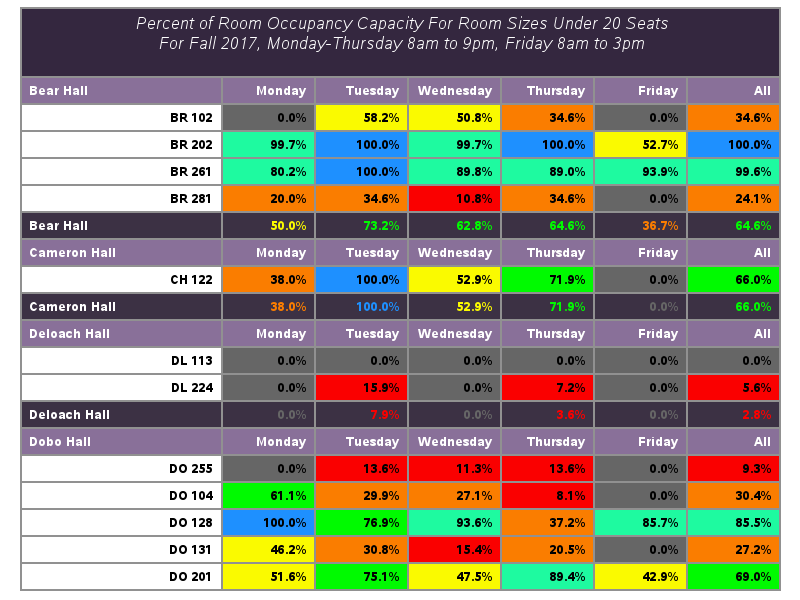 Percent of Room Occupancy Capacity For Room Sizes Under 20 Seats
For Fall 2017, Monday-Thursday 8am to 9pm, Friday 8am to 3pm
Bear Hall Monday Tuesday Wednesday Thursday Friday All
BR 102 0.0% 58.2% 50.8% 34.6% 0.0% 34.6%
BR 202 99.7% 100.0% 99.7% 100.0% 52.7% 100.0%
BR 261 80.2% 100.0% 89.8% 89.0% 93.9% 99.6%
BR 281 20.0% 34.6% 10.8% 34.6% 0.0% 24.1%
Bear Hall 50.0% 73.2% 62.8% 64.6% 36.7% 64.6%
Cameron Hall Monday Tuesday Wednesday Thursday Friday All
CH 122 38.0% 100.0% 52.9% 71.9% 0.0% 66.0%
Cameron Hall 38.0% 100.0% 52.9% 71.9% 0.0% 66.0%
Deloach Hall Monday Tuesday Wednesday Thursday Friday All
DL 113 0.0% 0.0% 0.0% 0.0% 0.0% 0.0%
DL 224 0.0% 15.9% 0.0% 7.2% 0.0% 5.6%
Deloach Hall 0.0% 7.9% 0.0% 3.6% 0.0% 2.8%
Dobo Hall Monday Tuesday Wednesday Thursday Friday All
DO 255 0.0% 13.6% 11.3% 13.6% 0.0% 9.3%
DO 104 61.1% 29.9% 27.1% 8.1% 0.0% 30.4%
DO 128 100.0% 76.9% 93.6% 37.2% 85.7% 85.5%
DO 131 46.2% 30.8% 15.4% 20.5% 0.0% 27.2%
DO 201 51.6% 75.1% 47.5% 89.4% 42.9% 69.0%